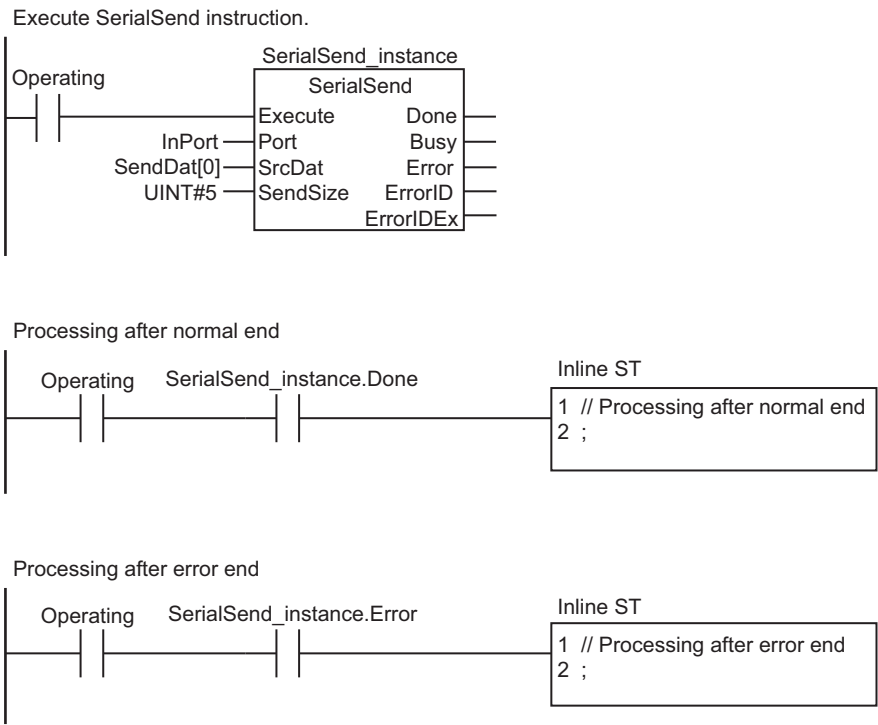 Execute SerialSend instruction.
SerialSend_instance
Operating
SerialSend
Execute Done
InPort Port Busy
SendDat[0] SrcDat Error
UINT#5 SendSize ErrorID
ErrorIDEx
Processing after normal end
Operating SerialSend_instance.Done
Inline ST
1 // Processing after normal end
2 ;
Processing after error end
Operating SerialSend_instance.Error
Inline ST
1 // Processing after error end
2 ;